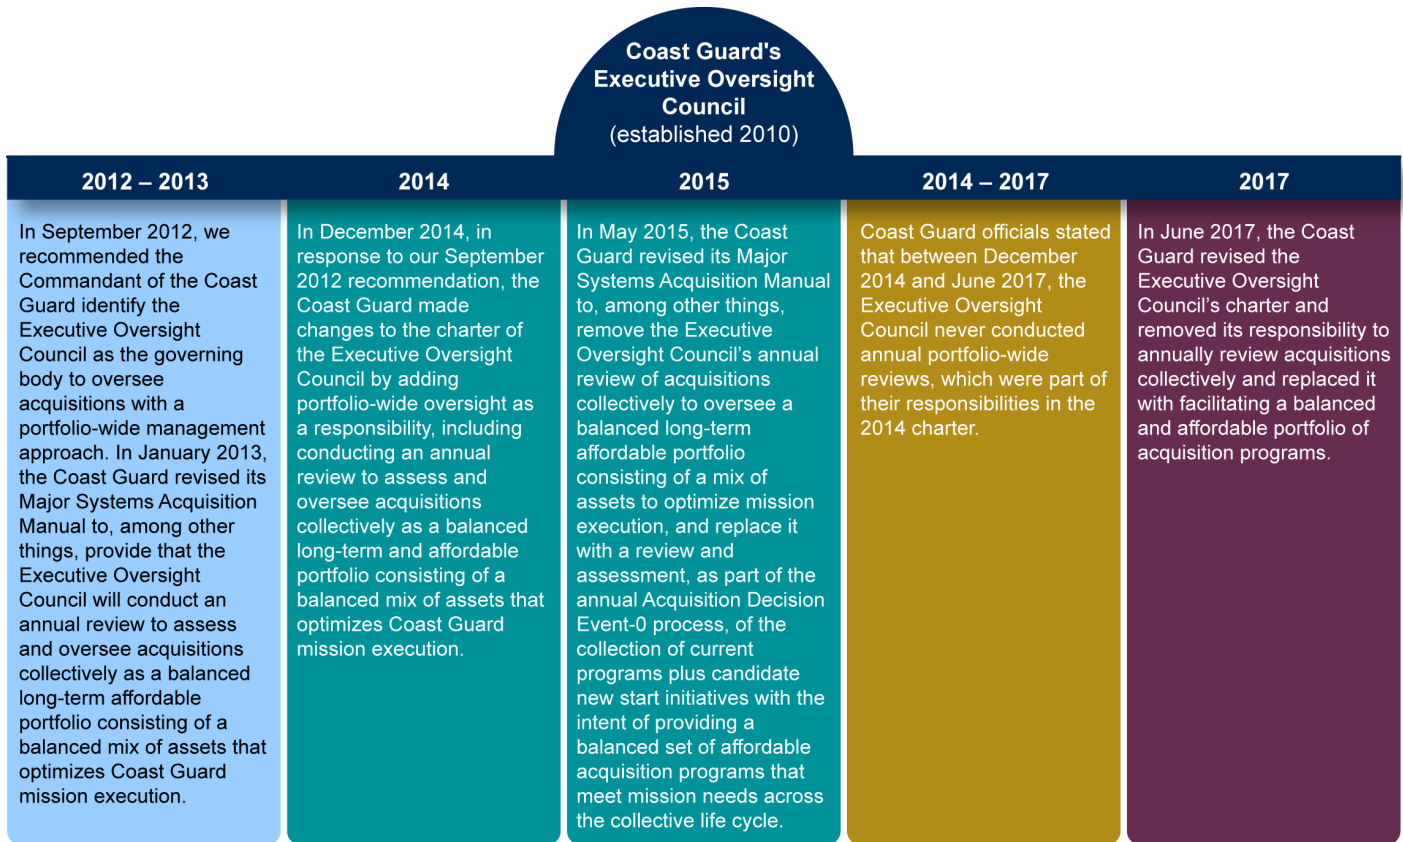 Coast Guard's
Executive Oversight
Council
(established 2010)
2012 – 2013
In September 2012, we
recommended the
Commandant of the Coast
Guard identify the
Executive Oversight
Council as the governing
body to oversee
acquisitions with a
portfolio-wide management
approach. In January 2013,
the Coast Guard revised its
Major Systems Acquisition
Manual to, among other
things, provide that the
Executive Oversight
Council will conduct an
annual review to assess
and oversee acquisitions
collectively as a balanced
long-term affordable
portfolio consisting of a
balanced mix of assets that
optimizes Coast Guard
mission execution.
2014
In December 2014, in
response to our September
2012 recommendation, the
Coast Guard made
changes to the charter of
the Executive Oversight
Council by adding
portfolio-wide oversight as
a responsibility, including
conducting an annual
review to assess and
oversee acquisitions
collectively as a balanced
long-term and affordable
portfolio consisting of a
balanced mix of assets that
optimizes Coast Guard
mission execution.
2015
In May 2015, the Coast
Guard revised its Major
Systems Acquisition Manual
to, among other things,
remove the Executive
Oversight Council’s annual
review of acquisitions
collectively to oversee a
balanced long-term
affordable portfolio
consisting of a mix of
assets to optimize mission
execution, and replace it
with a review and
assessment, as part of the
annual Acquisition Decision
Event-0 process, of the
collection of current
programs plus candidate
new start initiatives with the
intent of providing a
balanced set of affordable
acquisition programs that
meet mission needs across
the collective life cycle.
2014 – 2017
Coast Guard officials stated
that between December
2014 and June 2017, the
Executive Oversight
Council never conducted
annual portfolio-wide
reviews, which were part of
their responsibilities in the
2014 charter.
2017
In June 2017, the Coast
Guard revised the
Executive Oversight
Council’s charter and
removed its responsibility to
annually review acquisitions
collectively and replaced it
with facilitating a balanced
and affordable portfolio of
acquisition programs.